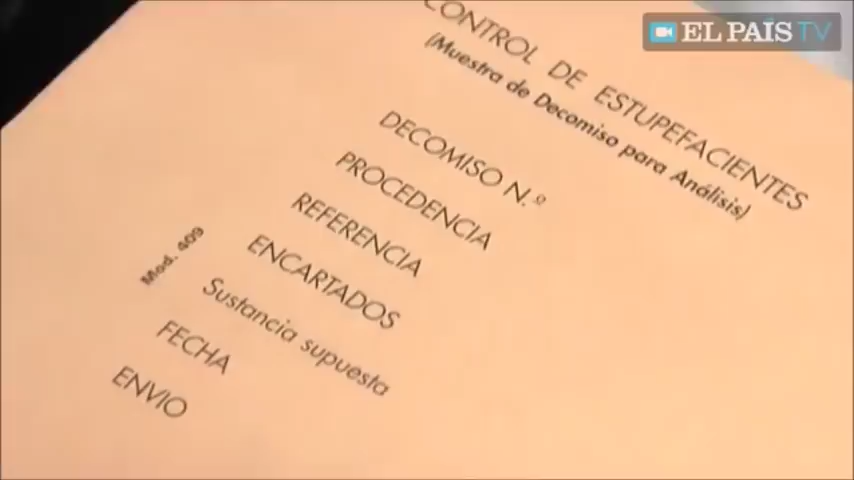 EL PAIS TV
CONTROL DE ESTUPEFACIENTES
(Muestra de Decomiso para Análisis)
DECOMISO N.º
PROCEDENCIA
REFERENCIA
ENCARTADOS
Sustancia supuesta
FECHA
ENVIO
Mod. 409